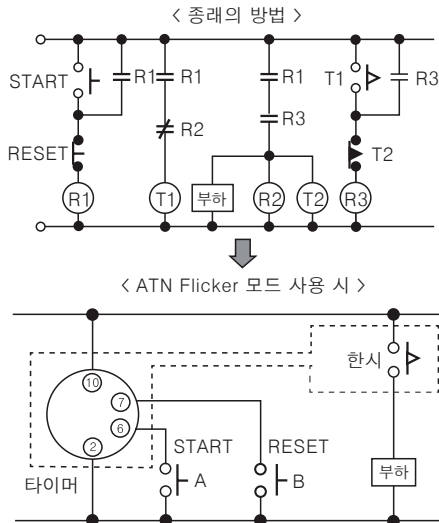 < 종래의 방법 >
START R1 R1 R1 T1 R3
R2 R3
RESET T2
R1 T1 부하 R2 T2 R3
< ATN Flicker 모드 사용 시 >
한시
10
7
6
2
START RESET
타이머 A B 부하